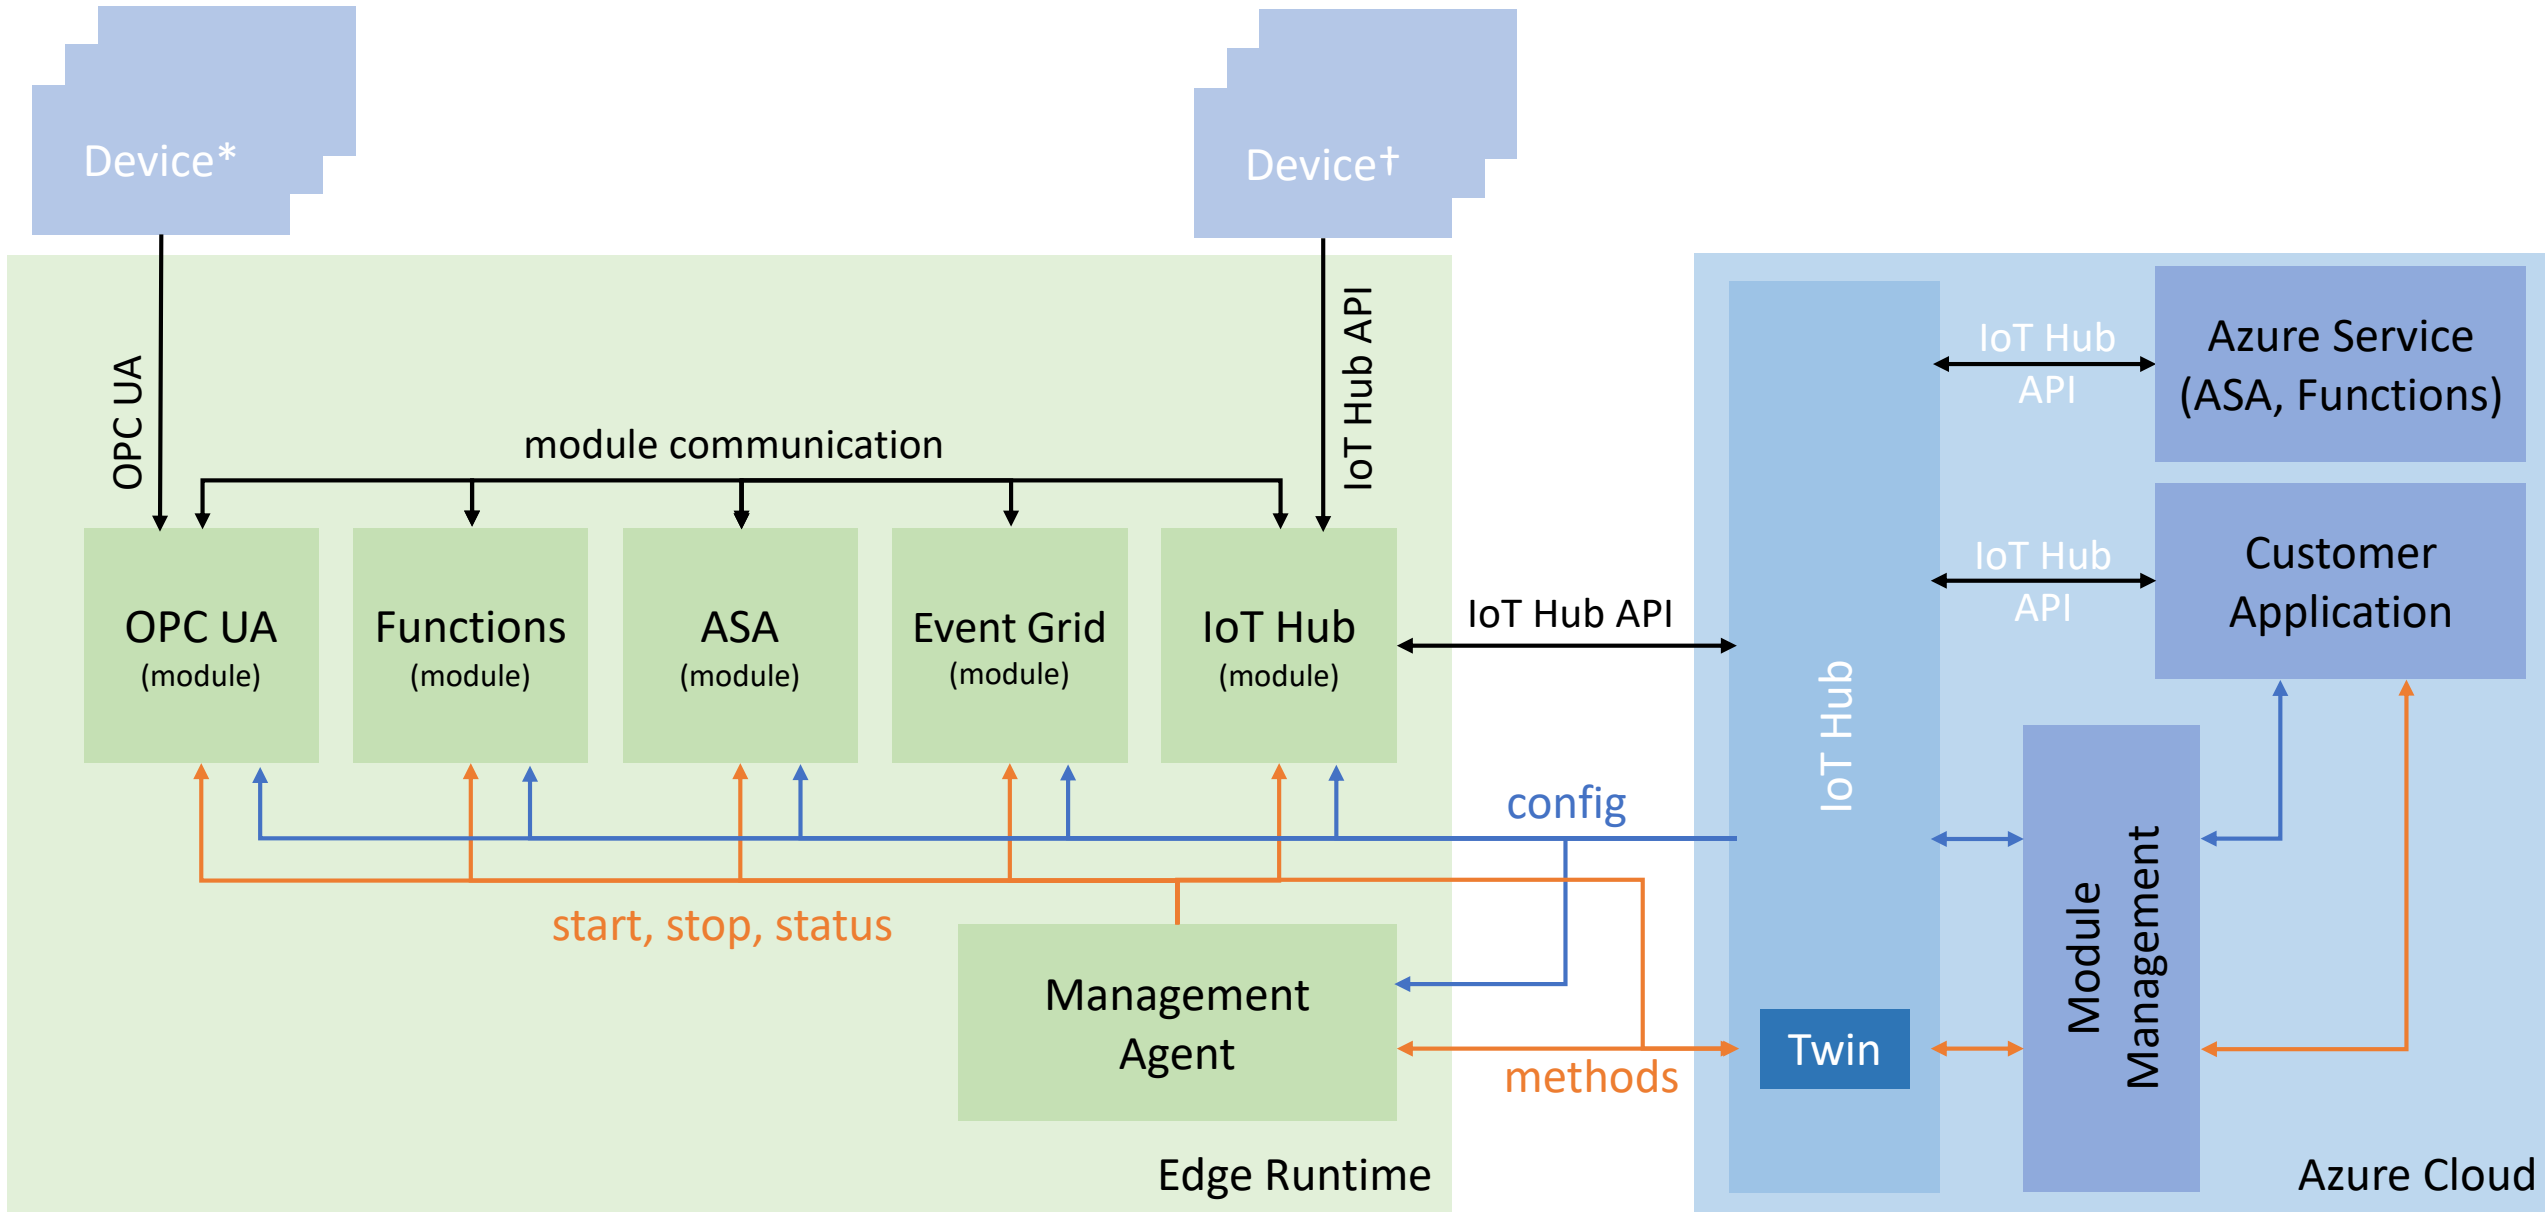 Device*
Device†
OPC UA
IoT Hub API
module communication
OPC UA
(module)
Functions
(module)
ASA
(module)
Event Grid
(module)
IoT Hub
(module)
IoT Hub API
config
start, stop, status
Management
Agent
methods
Edge Runtime
IoT Hub
Twin
IoT Hub
API
Azure Service
(ASA, Functions)
IoT Hub
API
Customer
Application
Module
Management
Azure Cloud